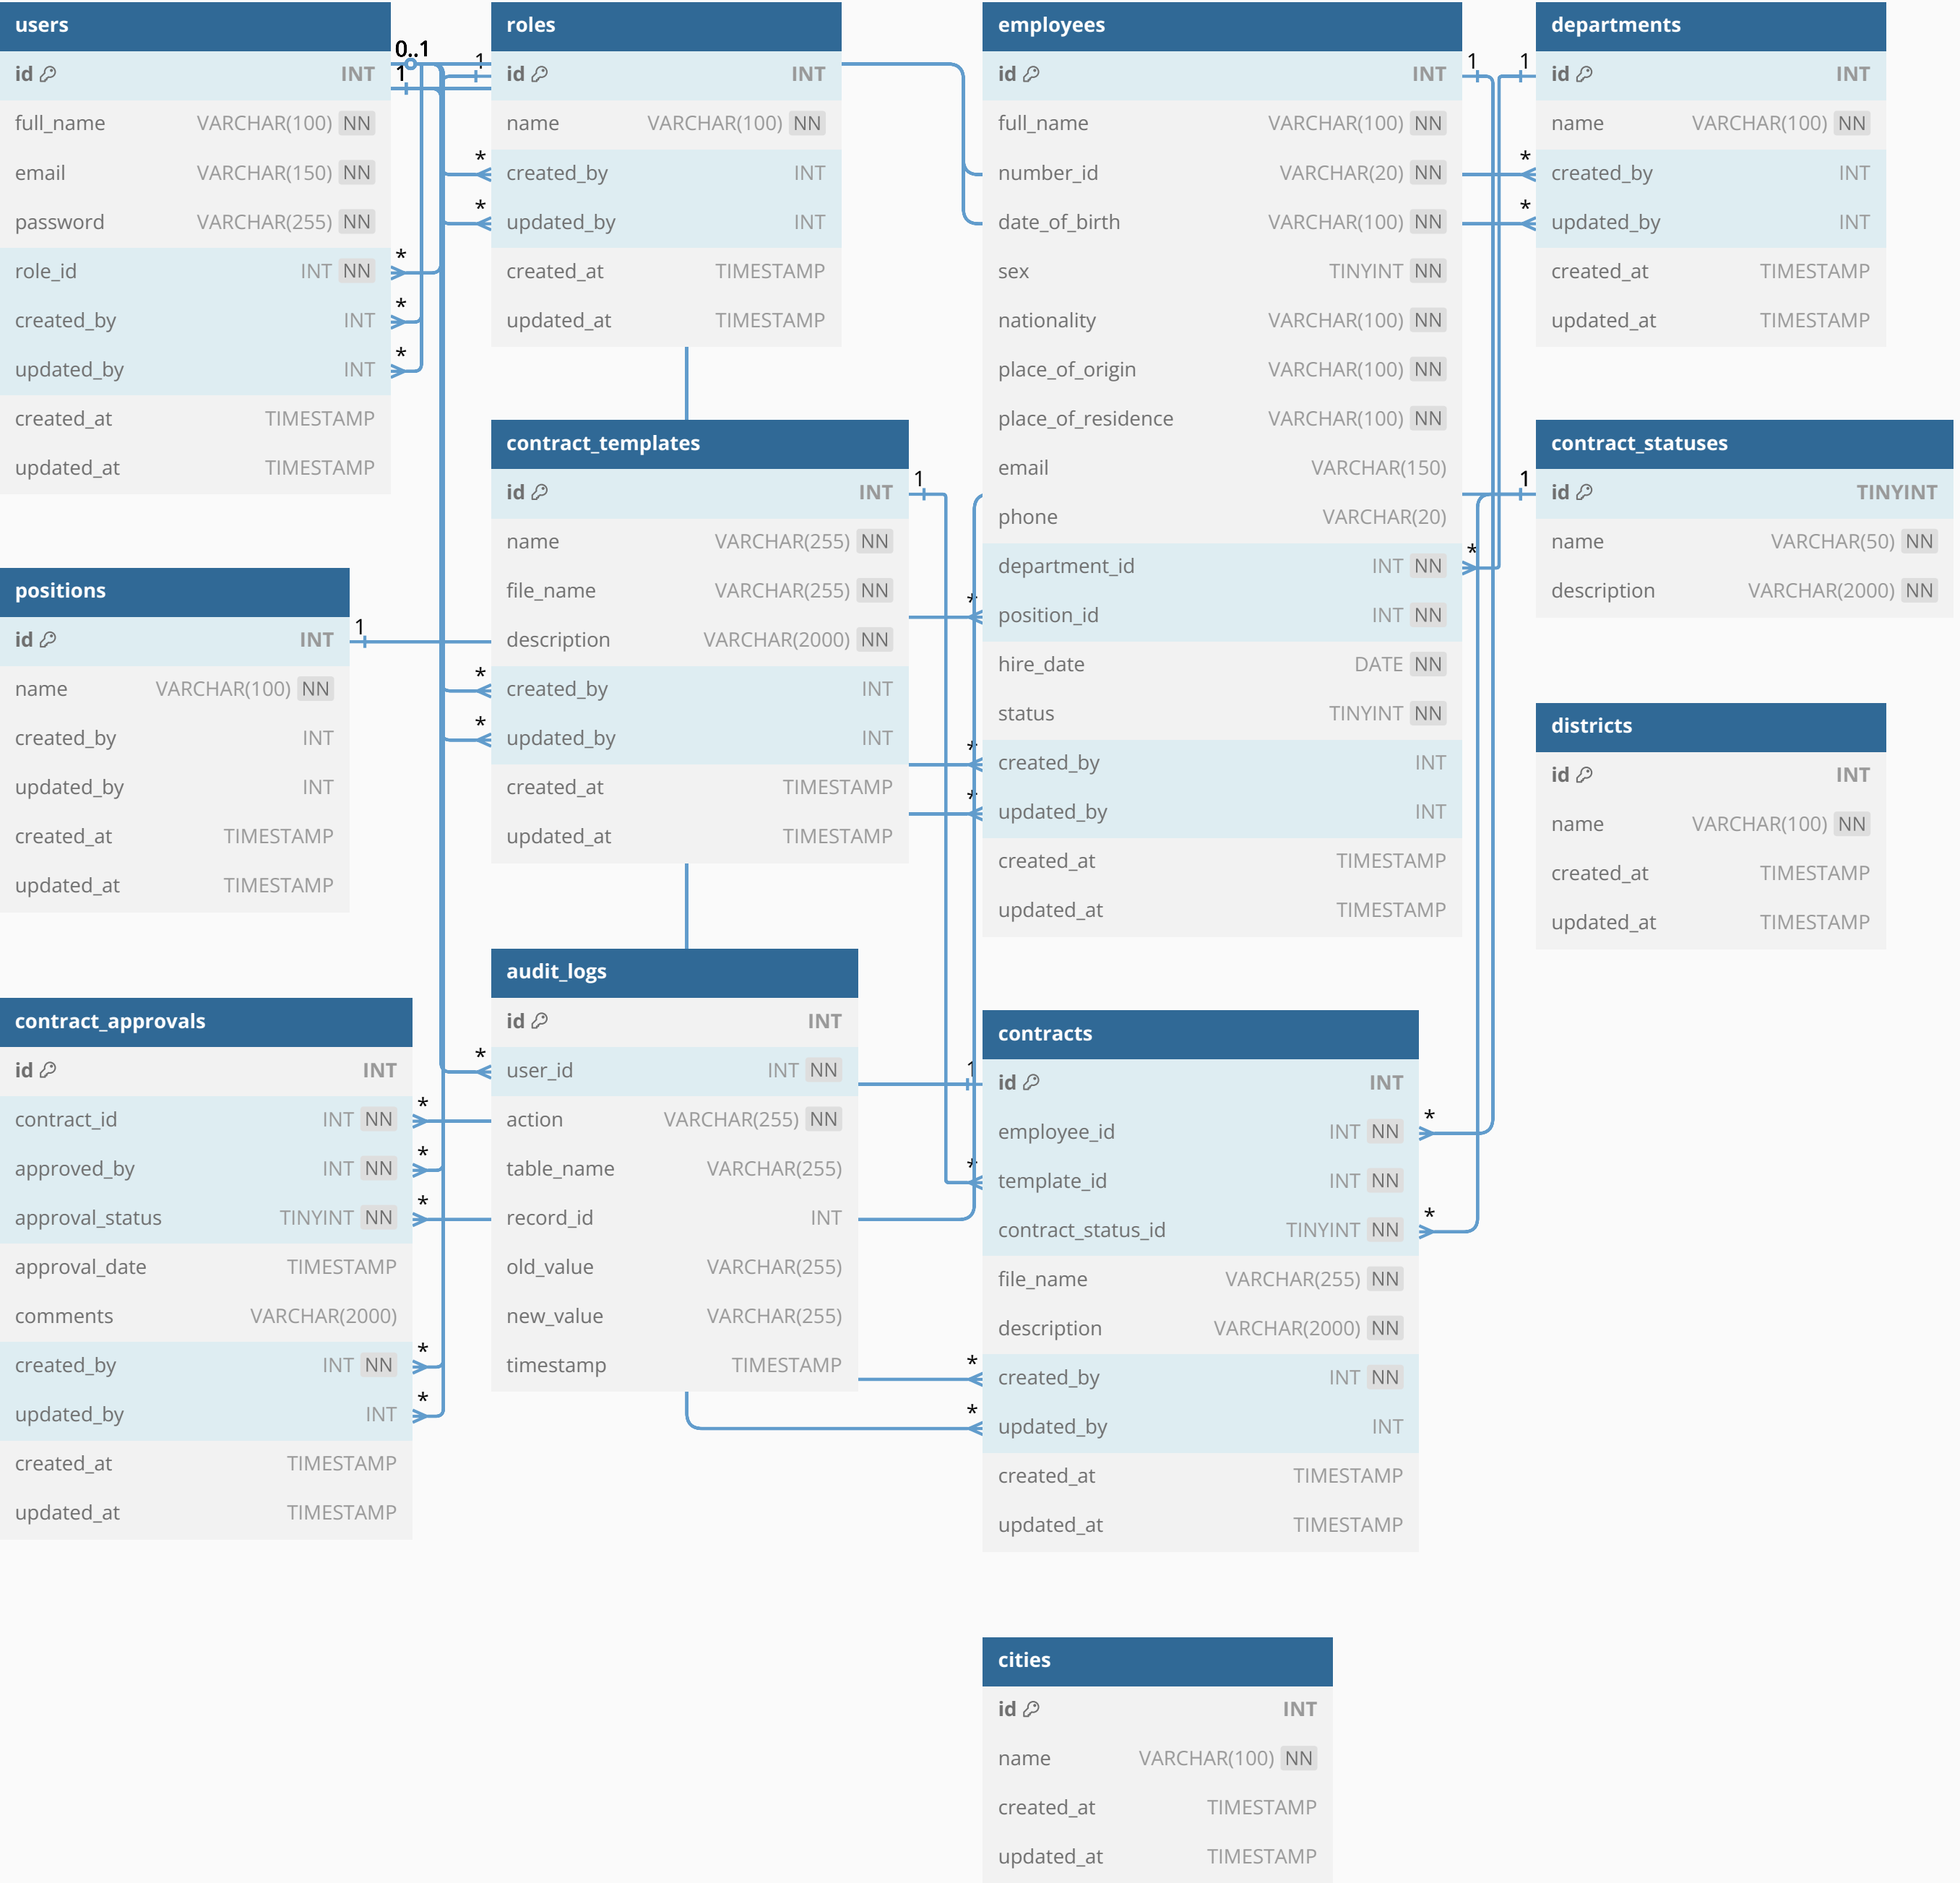 users
id INT
full_name VARCHAR(100) NN
email VARCHAR(150) NN
password VARCHAR(255) NN
role_id INT NN
created_by INT
updated_by INT
created_at TIMESTAMP
updated_at TIMESTAMP
0..1
1
*
*
*
roles
id INT
name VARCHAR(100) NN
created_by INT
updated_by INT
created_at TIMESTAMP
updated_at TIMESTAMP
1
*
*
employees
id INT
full_name VARCHAR(100) NN
number_id VARCHAR(20) NN
date_of_birth VARCHAR(100) NN
sex TINYINT NN
nationality VARCHAR(100) NN
place_of_origin VARCHAR(100) NN
place_of_residence VARCHAR(100) NN
email VARCHAR(150)
phone VARCHAR(20)
department_id INT NN
position_id INT NN
hire_date DATE NN
status TINYINT NN
created_by INT
updated_by INT
created_at TIMESTAMP
updated_at TIMESTAMP
1
*
*
*
*
departments
id INT
name VARCHAR(100) NN
created_by INT
updated_by INT
created_at TIMESTAMP
updated_at TIMESTAMP
1
*
*
contract_templates
id INT
name VARCHAR(255) NN
file_name VARCHAR(255) NN
description VARCHAR(2000) NN
created_by INT
updated_by INT
created_at TIMESTAMP
updated_at TIMESTAMP
1
*
*
contract_statuses
id TINYINT
name VARCHAR(50) NN
description VARCHAR(2000) NN
1
positions
id INT
name VARCHAR(100) NN
created_by INT
updated_by INT
created_at TIMESTAMP
updated_at TIMESTAMP
1
districts
id INT
name VARCHAR(100) NN
created_at TIMESTAMP
updated_at TIMESTAMP
contract_approvals
id INT
contract_id INT NN
approved_by INT NN
approval_status TINYINT NN
approval_date TIMESTAMP
comments VARCHAR(2000)
created_by INT NN
updated_by INT
created_at TIMESTAMP
updated_at TIMESTAMP
*
*
*
*
*
audit_logs
id INT
user_id INT NN
action VARCHAR(255) NN
table_name VARCHAR(255)
record_id INT
old_value VARCHAR(255)
new_value VARCHAR(255)
timestamp TIMESTAMP
*
contracts
id INT
employee_id INT NN
template_id INT NN
contract_status_id TINYINT NN
file_name VARCHAR(255) NN
description VARCHAR(2000) NN
created_by INT NN
updated_by INT
created_at TIMESTAMP
updated_at TIMESTAMP
1
*
*
*
*
*
cities
id INT
name VARCHAR(100) NN
created_at TIMESTAMP
updated_at TIMESTAMP